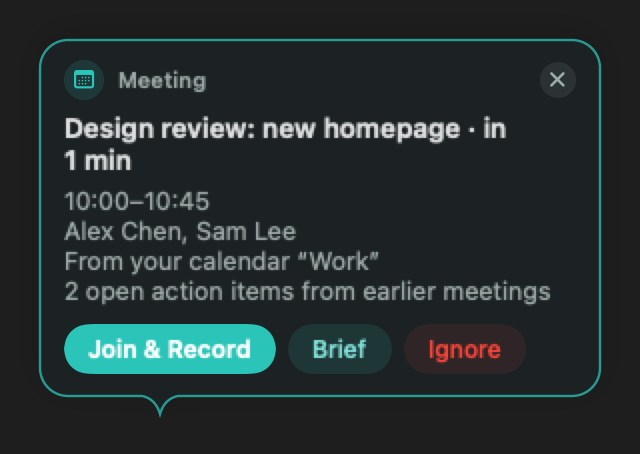 Meeting
Design review: new homepage · in
1 min
10:00–10:45
Alex Chen, Sam Lee
From your calendar “Work”
2 open action items from earlier meetings
Join & Record
Brief
Ignore